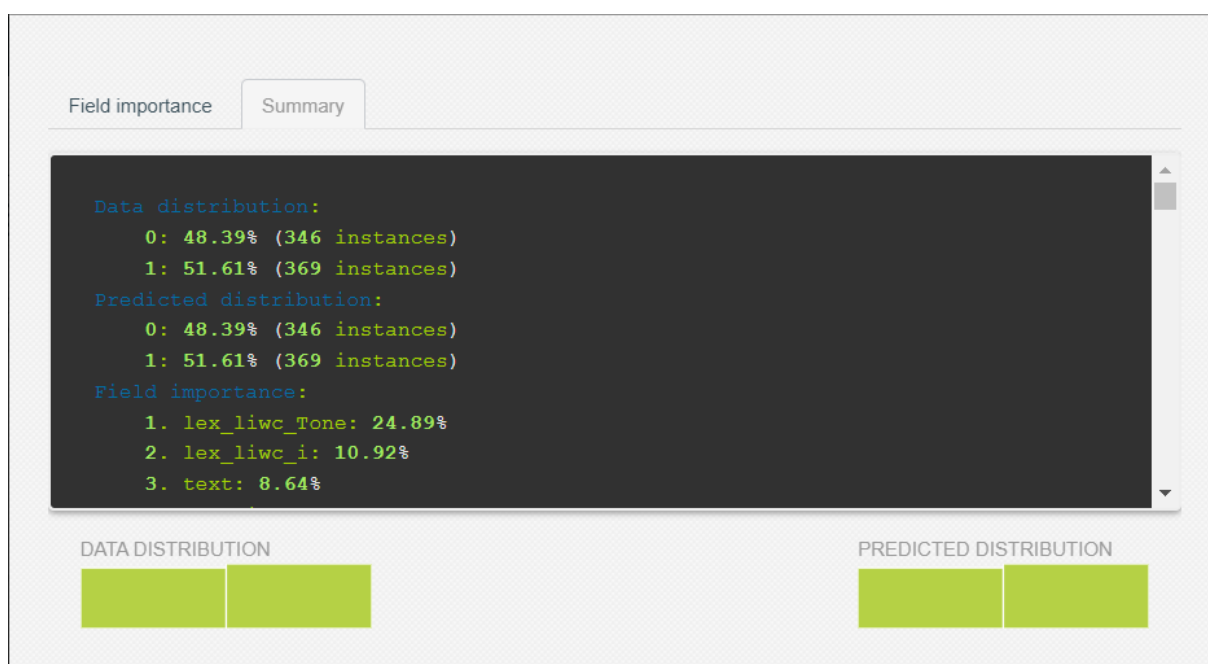 Field importance
Summary
Data distribution:
0: 48.39% (346 instances)
1: 51.61% (369 instances)
Predicted distribution:
0: 48.39% (346 instances)
1: 51.61% (369 instances)
Field importance:
1. lex_liwc_Tone: 24.89%
2. lex_liwc_i: 10.92%
3. text: 8.64%
DATA DISTRIBUTION
PREDICTED DISTRIBUTION